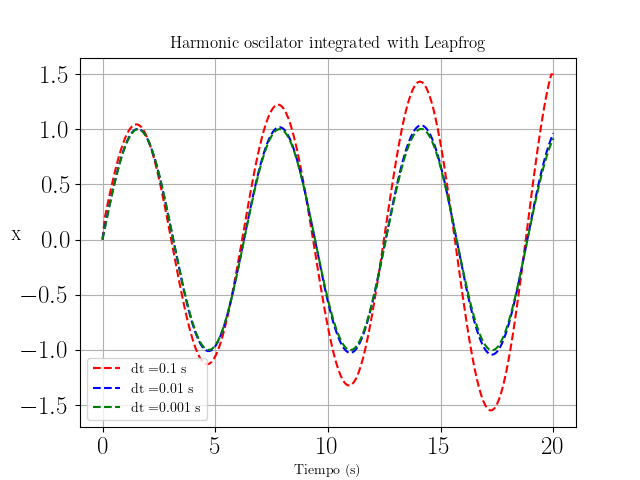 Harmonic oscilator integrated with Leapfrog
1.5
1.0
0.5
0.0
−0.5
−1.0
−1.5
X
dt =0.1 s
dt =0.01 s
dt =0.001 s
0 5 10 15 20
Tiempo (s)